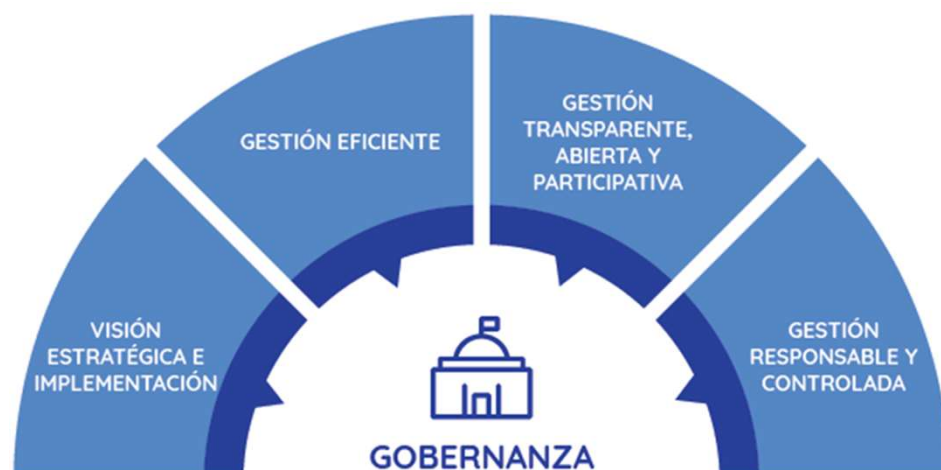 VISIÓN
ESTRATÉGICA E
IMPLEMENTACIÓN
GESTIÓN EFICIENTE
GESTIÓN
TRANSPARENTE,
ABIERTA Y
PARTICIPATIVA
GESTIÓN
RESPONSABLE Y
CONTROLADA
GOBERNANZA